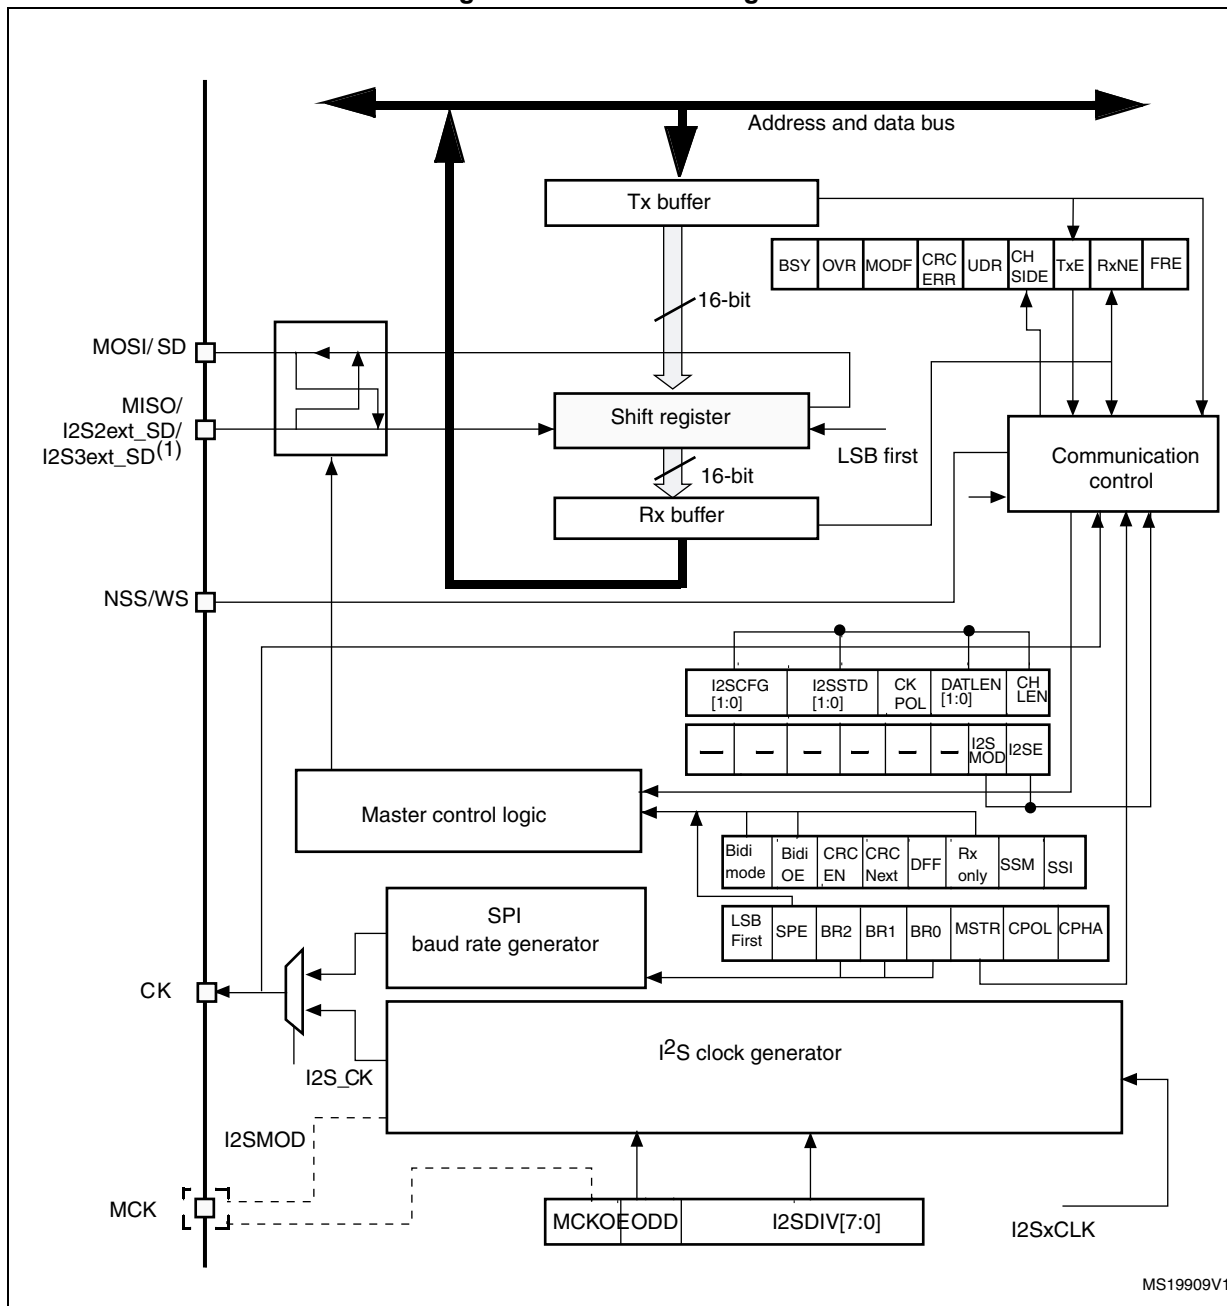 Address and data bus
Tx buffer
BSY OVR MODF CRC ERR UDR CH SIDE TxE RxNE FRE
16-bit
MOSI/ SD
MISO/
I2S2ext_SD/
I2S3ext_SD(1)
Shift register
LSB first
Communication
control
16-bit
Rx buffer
NSS/WS
I2SCFG [1:0] I2SSTD [1:0] CK POL DATLEN [1:0] CH LEN
— — — — — — I2S MOD I2SE
Master control logic
Bidi mode Bidi OE CRC EN CRC Next DFF Rx only SSM SSI
LSB First SPE BR2 BR1 BR0 MSTR CPOL CPHA
SPI
baud rate generator
CK
I2S clock generator
I2S_CK
I2SMOD
MCK
MCKOE ODD I2SDIV[7:0]
I2SxCLK
MS19909V1